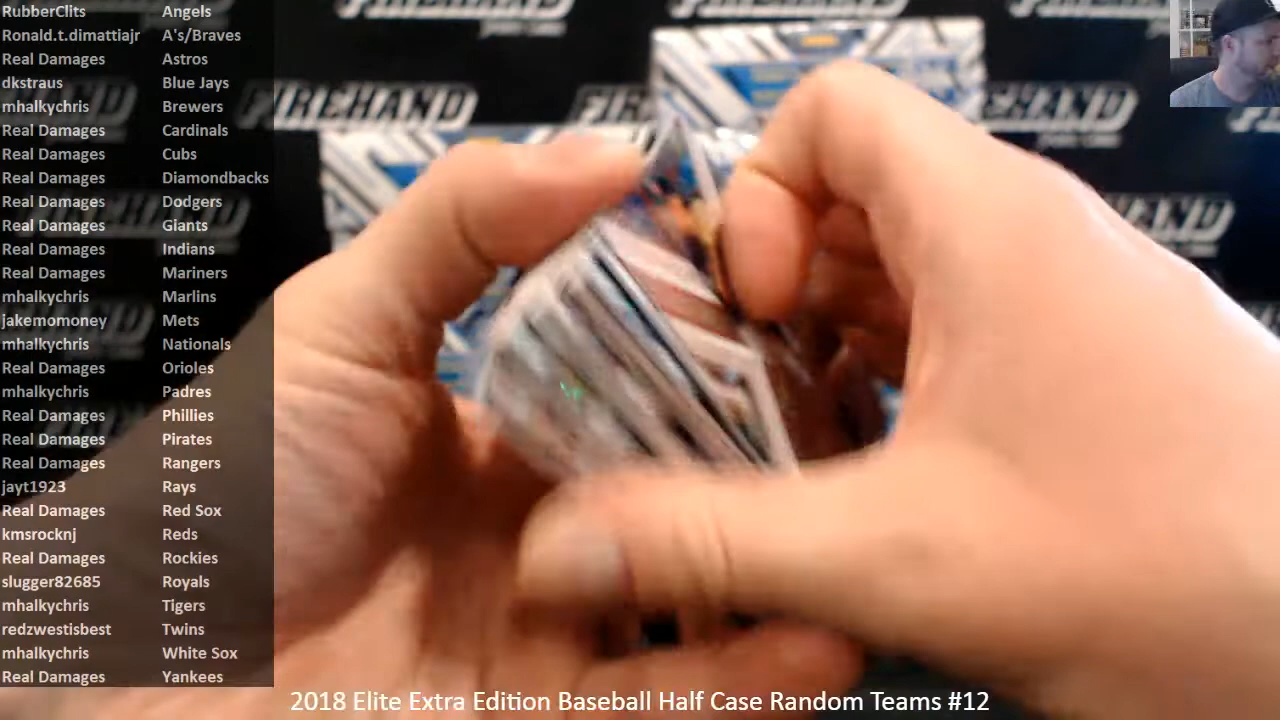 RubberClits Angels
Ronald.t.dimattiajr A's/Braves
Real Damages Astros
dkstraus Blue Jays
mhalkychris Brewers
Real Damages Cardinals
Real Damages Cubs
Real Damages Diamondbacks
Real Damages Dodgers
Real Damages Giants
Real Damages Indians
Real Damages Mariners
mhalkychris Marlins
jakemomoney Mets
mhalkychris Nationals
Real Damages Orioles
mhalkychris Padres
Real Damages Phillies
Real Damages Pirates
Real Damages Rangers
jayt1923 Rays
Real Damages Red Sox
kmsrocknj Reds
Real Damages Rockies
slugger82685 Royals
mhalkychris Tigers
redzwestisbest Twins
mhalkychris White Sox
Real Damages Yankees
FIREHAND
2018 Elite Extra Edition Baseball Half Case Random Teams #12